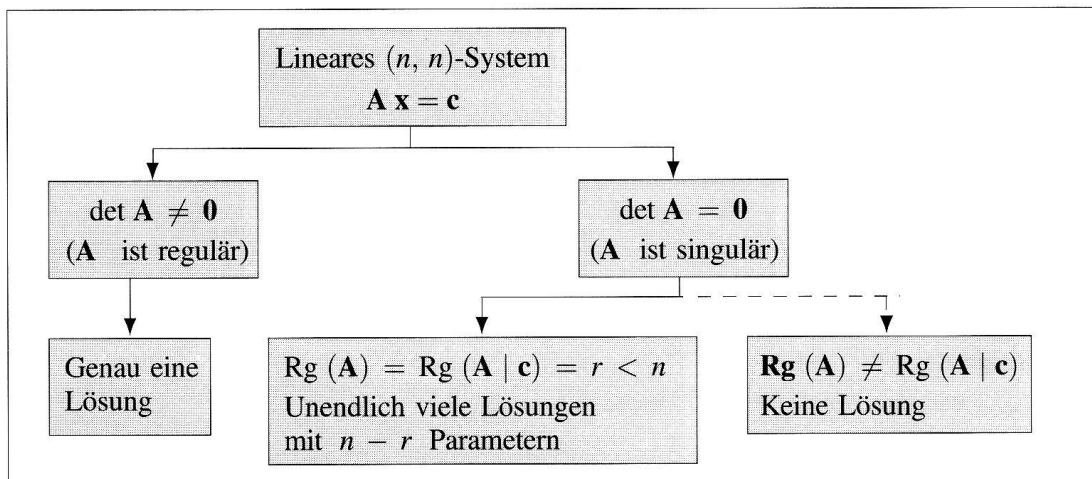 Lineares (n, n)-System
A x = c
det A ≠ 0
(A ist regulär)
det A = 0
(A ist singulär)
Genau eine
Lösung
Rg (A) = Rg (A | c) = r < n
Unendlich viele Lösungen
mit n − r Parametern
Rg (A) ≠ Rg (A | c)
Keine Lösung